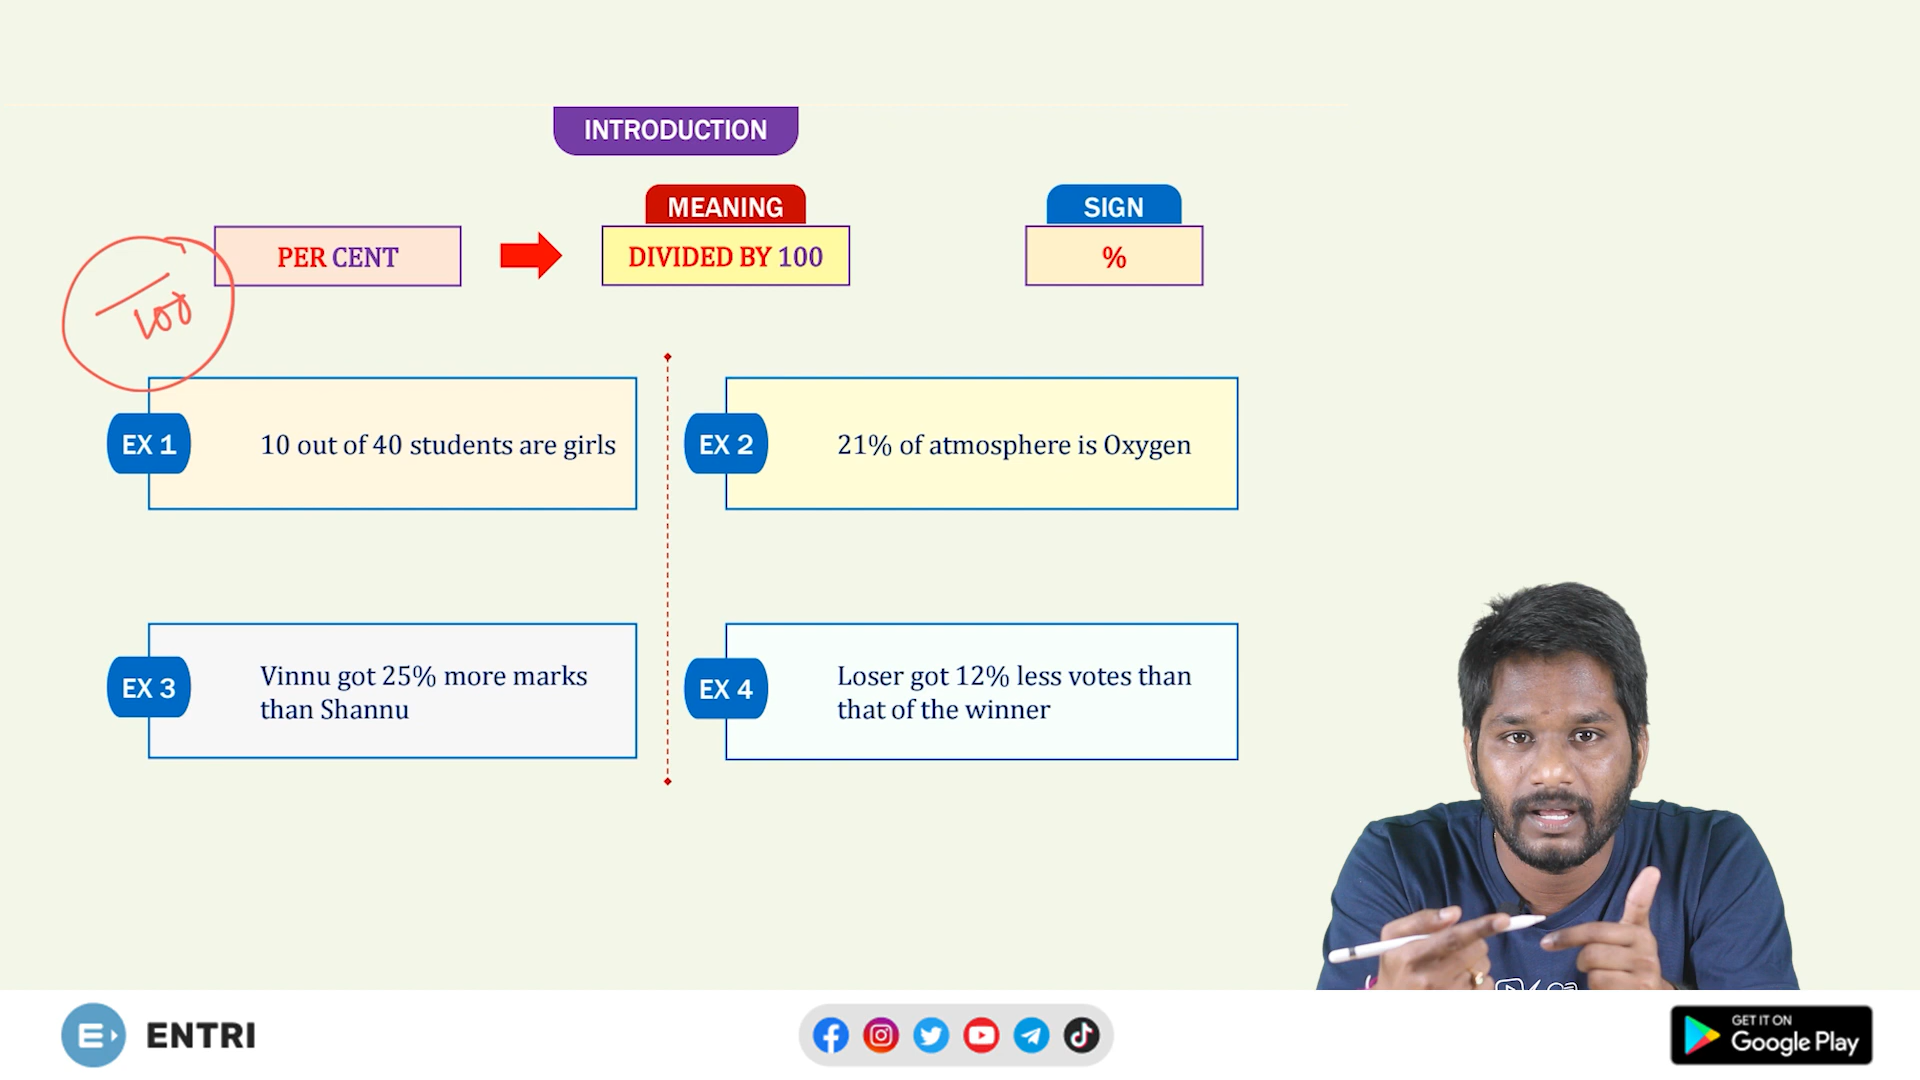 INTRODUCTION
MEANING
SIGN
PER CENT
DIVIDED BY 100
%
100
EX 1
10 out of 40 students are girls
EX 2
21% of atmosphere is Oxygen
EX 3
Vinnu got 25% more marks
than Shannu
EX 4
Loser got 12% less votes than
that of the winner
E
ENTRI
GET IT ON
Google Play